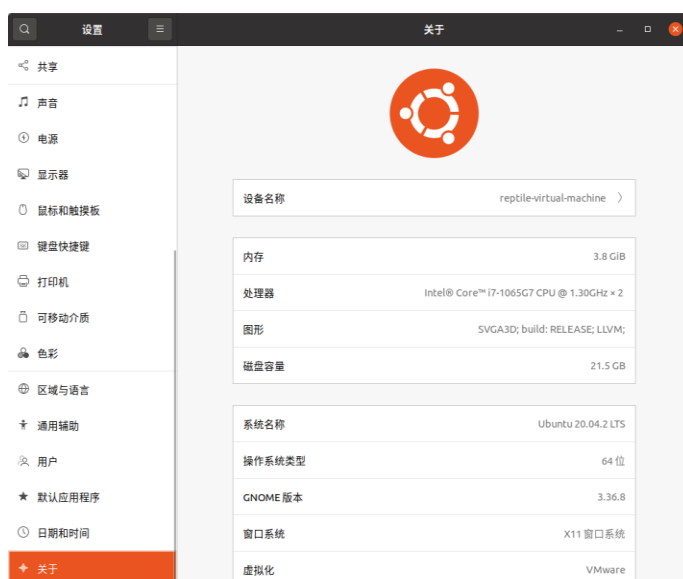 设置
关于
共享
声音
电源
显示器
鼠标和触摸板
键盘快捷键
打印机
可移动介质
色彩
区域与语言
通用辅助
用户
默认应用程序
日期和时间
关于
设备名称 reptile-virtual-machine
内存 3.8 GiB
处理器 Intel® Core™ i7-1065G7 CPU @ 1.30GHz × 2
图形 SVGA3D; build: RELEASE; LLVM;
磁盘容量 21.5 GB
系统名称 Ubuntu 20.04.2 LTS
操作系统类型 64 位
GNOME 版本 3.36.8
窗口系统 X11 窗口系统
虚拟化 VMware